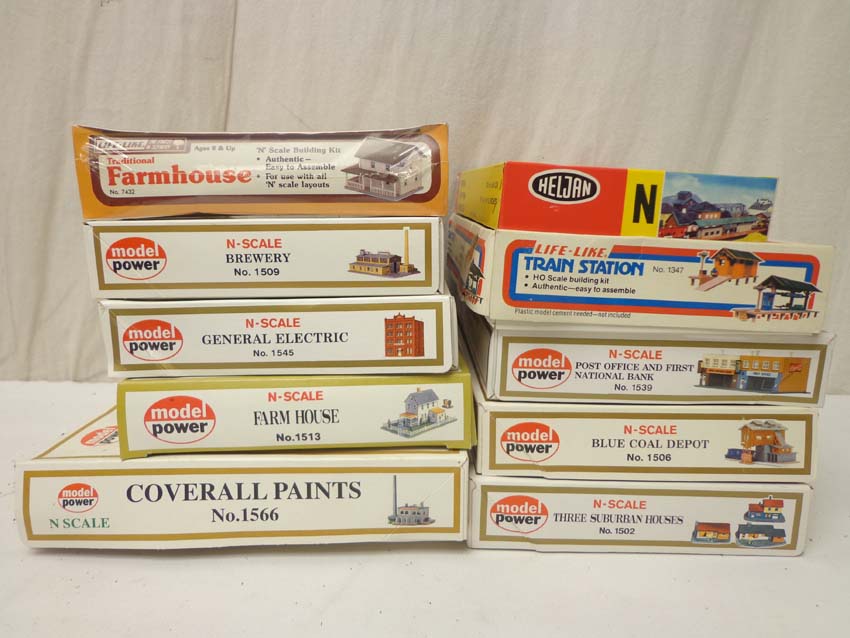 LIFE-LIKE
Ages 8 & Up
Traditional
Farmhouse
No. 7432
'N' Scale Building Kit
• Authentic—
Easy to Assemble
• For use with all
'N' scale layouts
model
power
N-SCALE
BREWERY
No. 1509
model
power
N-SCALE
GENERAL ELECTRIC
No. 1545
model
power
N-SCALE
FARM HOUSE
No.1513
model
power
N SCALE
COVERALL PAINTS
No.1566
HELJAN
N
LIFE-LIKE
TRAIN STATION No. 1347
• HO Scale building kit
• Authentic—easy to assemble
Plastic model cement needed—not included
model
power
N-SCALE
POST OFFICE AND FIRST
NATIONAL BANK
No. 1539
model
power
N-SCALE
BLUE COAL DEPOT
No. 1506
model
power
N-SCALE
THREE SUBURBAN HOUSES
No. 1502